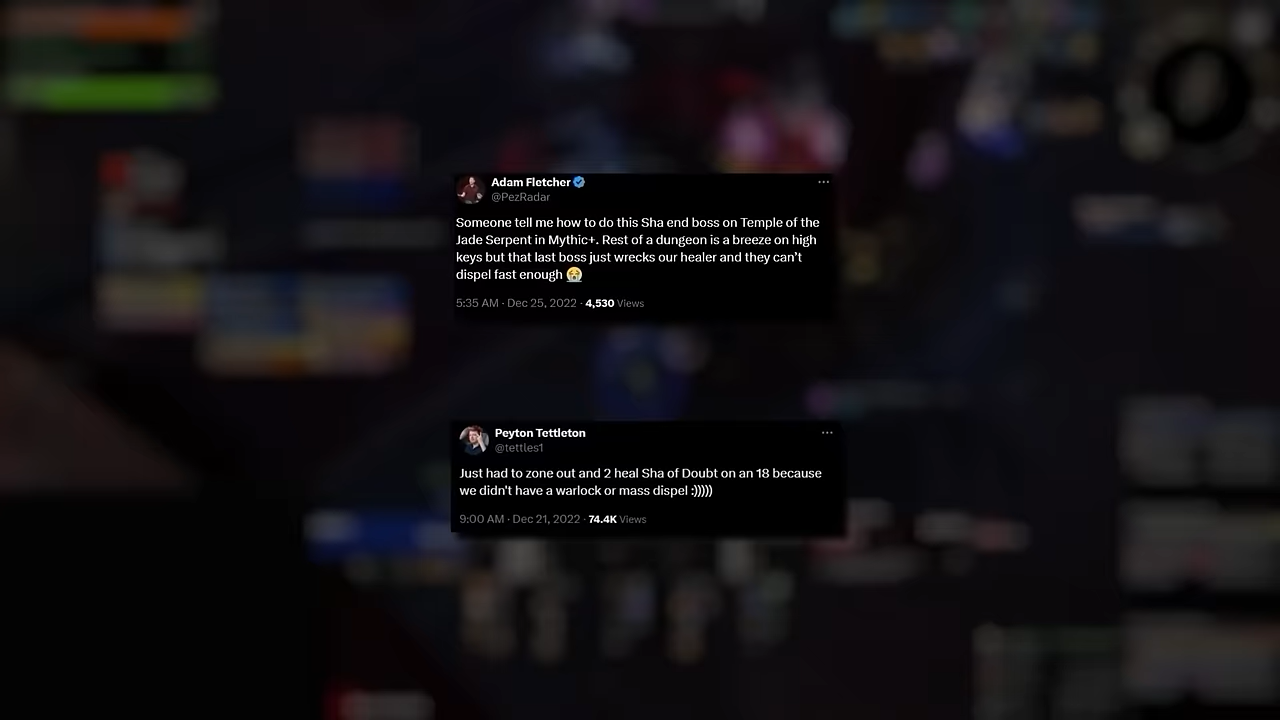 Adam Fletcher
@PezRadar
Someone tell me how to do this Sha end boss on Temple of the
Jade Serpent in Mythic+. Rest of a dungeon is a breeze on high
keys but that last boss just wrecks our healer and they can’t
dispel fast enough 😭
5:35 AM · Dec 25, 2022 · 4,530 Views
Peyton Tettleton
@tettles1
Just had to zone out and 2 heal Sha of Doubt on an 18 because
we didn't have a warlock or mass dispel :)))))
9:00 AM · Dec 21, 2022 · 74.4K Views